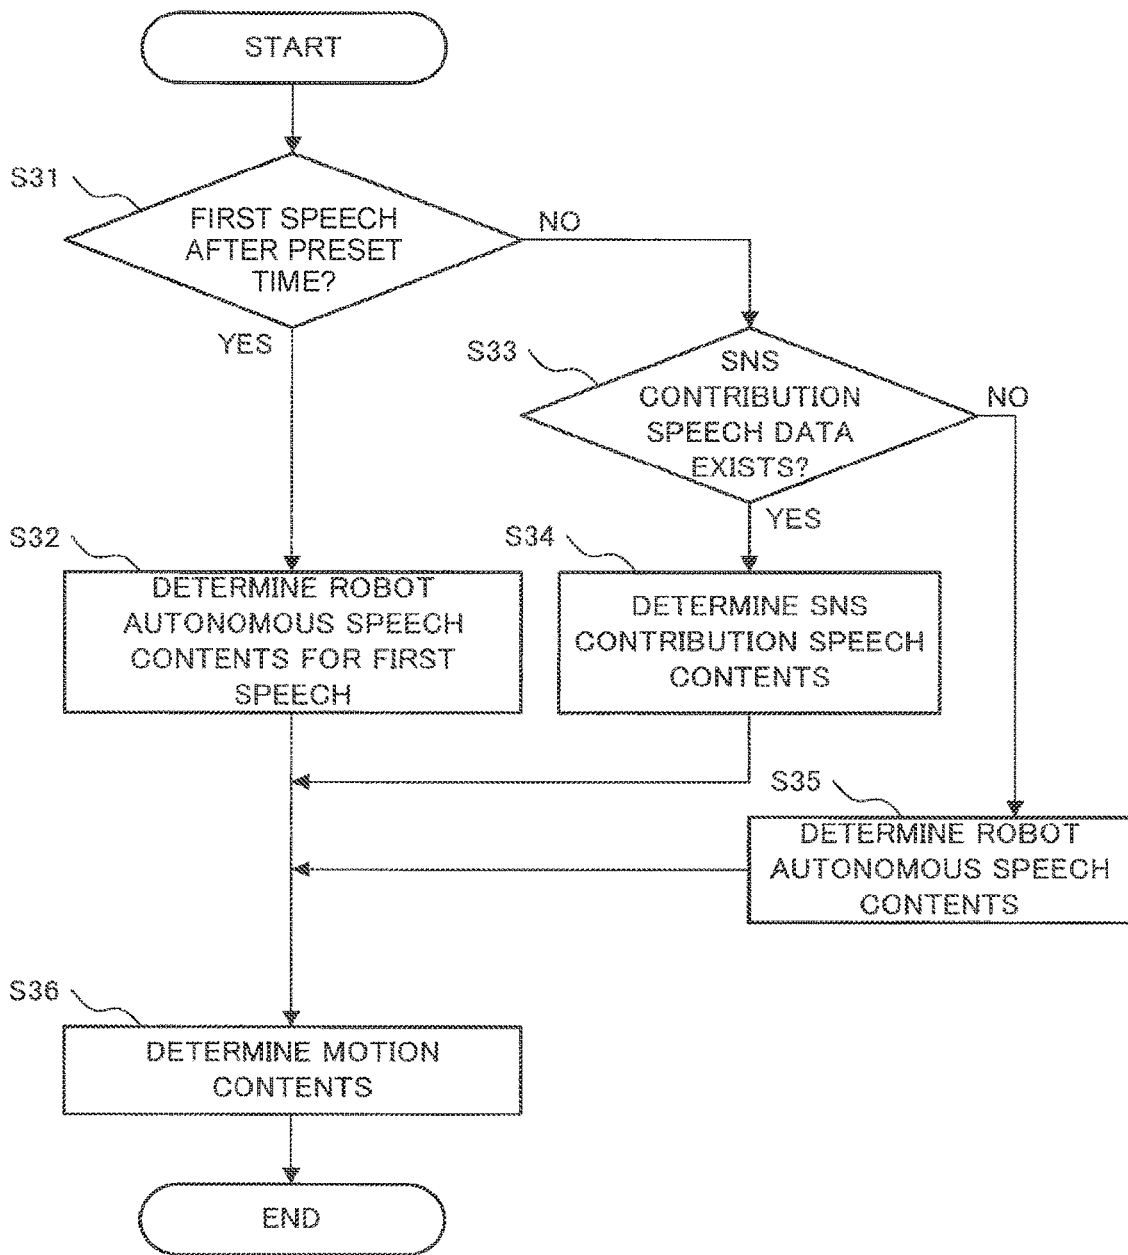 START
S31
FIRST SPEECH
AFTER PRESET
TIME?
NO
YES
S33
SNS
CONTRIBUTION
SPEECH DATA
EXISTS?
NO
YES
S32
DETERMINE ROBOT
AUTONOMOUS SPEECH
CONTENTS FOR FIRST
SPEECH
S34
DETERMINE SNS
CONTRIBUTION SPEECH
CONTENTS
S35
DETERMINE ROBOT
AUTONOMOUS SPEECH
CONTENTS
S36
DETERMINE MOTION
CONTENTS
END